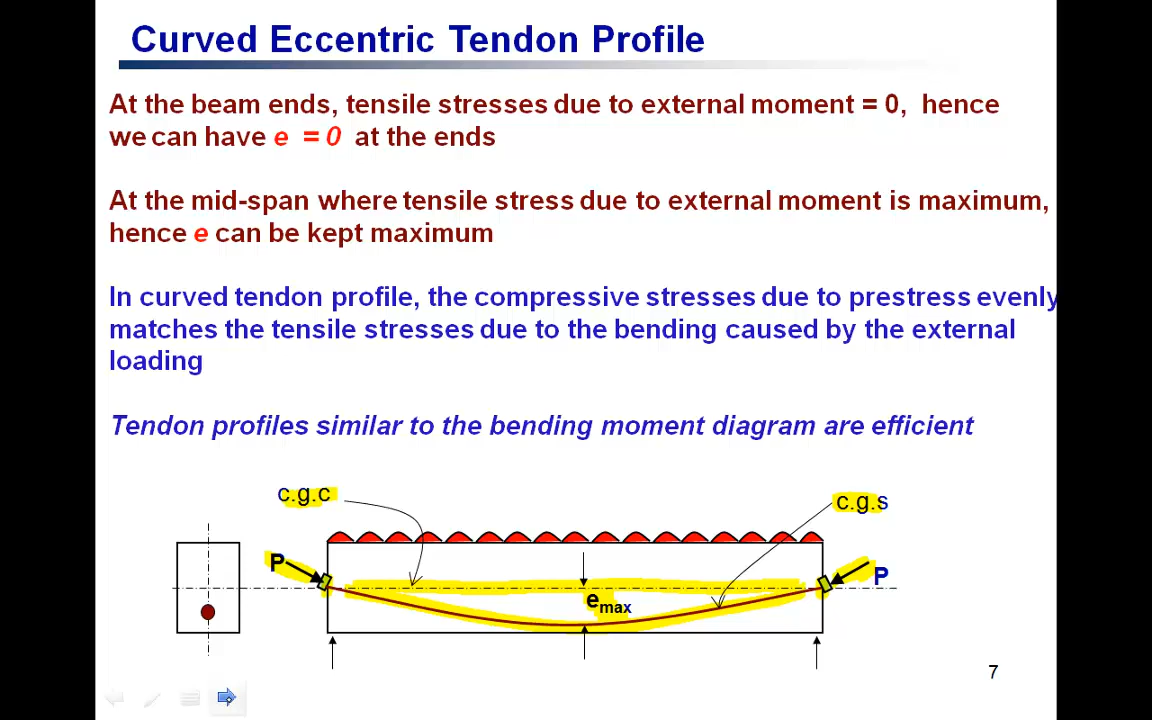 Curved Eccentric Tendon Profile
At the beam ends, tensile stresses due to external moment = 0, hence
we can have e = 0 at the ends
At the mid-span where tensile stress due to external moment is maximum,
hence e can be kept maximum
In curved tendon profile, the compressive stresses due to prestress evenly
matches the tensile stresses due to the bending caused by the external
loading
Tendon profiles similar to the bending moment diagram are efficient
c.g.c
c.g.s
P
P
emax
7